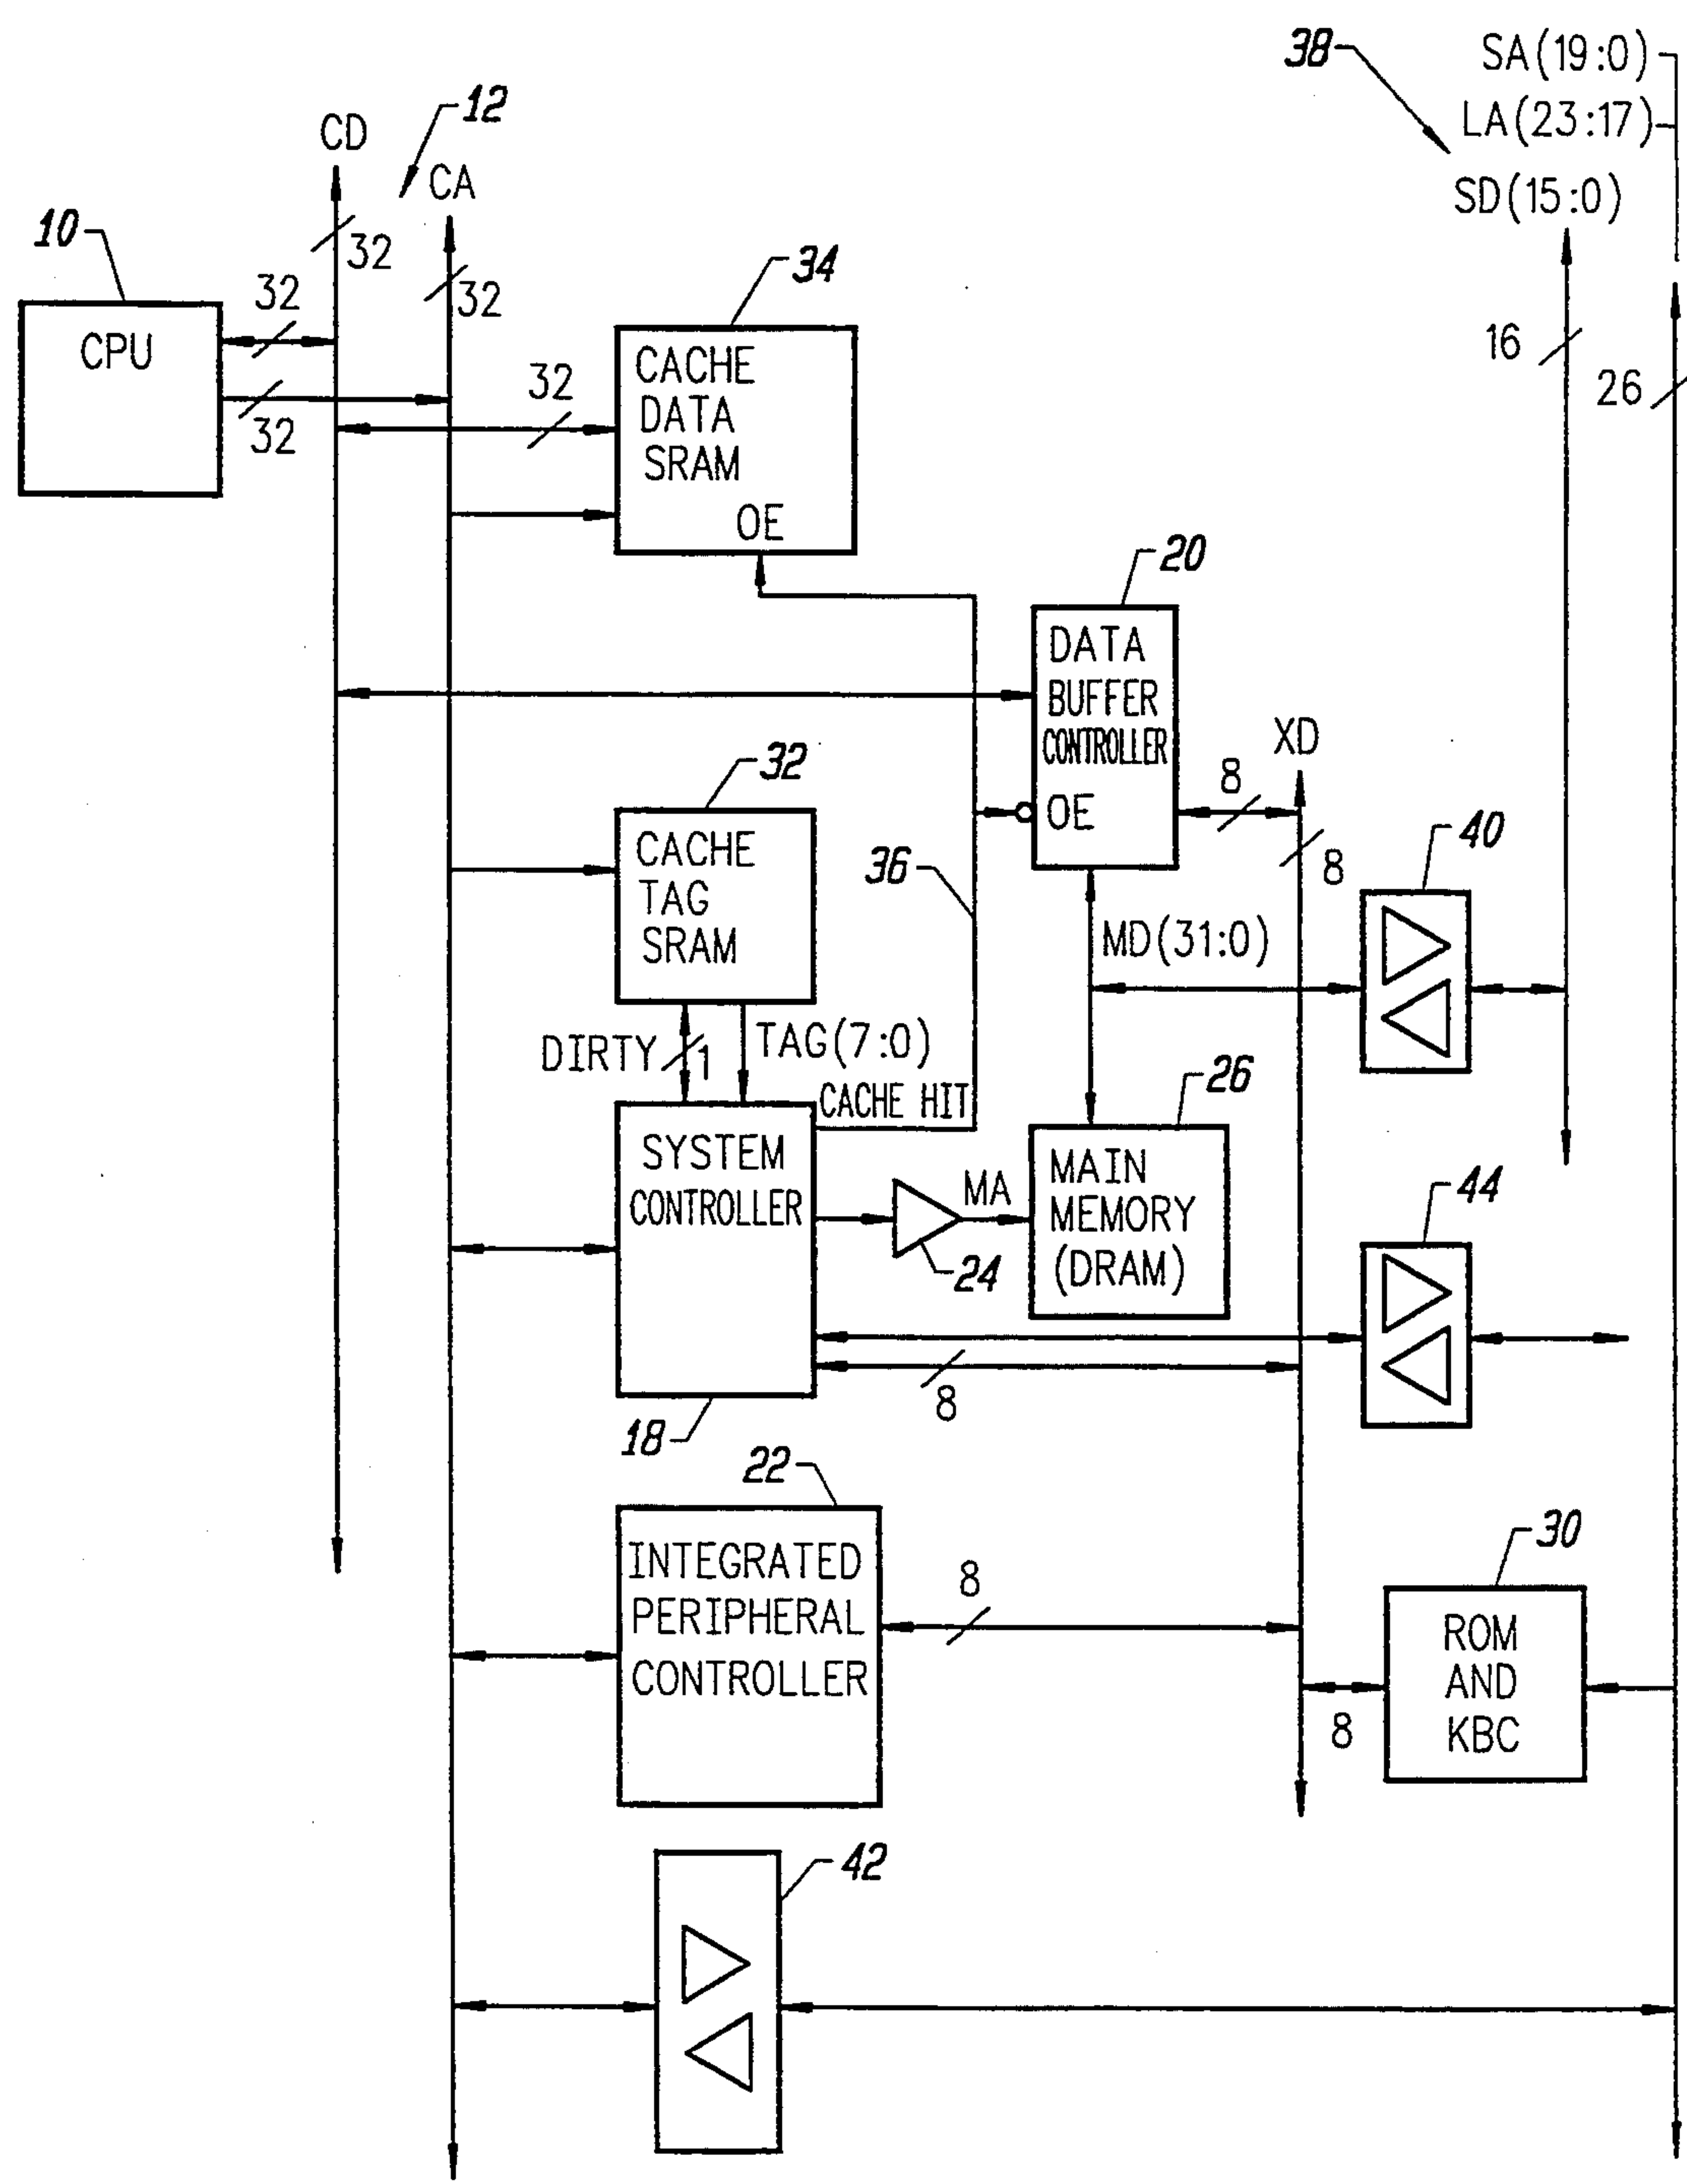 38
SA(19:0)
LA(23:17)
SD(15:0)
12
CD
CA
10
32
32
32
32
CPU
34
32
CACHE
DATA
SRAM
OE
16
26
20
DATA
BUFFER
CONTROLLER
OE
XD
8
8
32
CACHE
TAG
SRAM
36
40
MD(31:0)
DIRTY
1
TAG(7:0)
CACHE HIT
26
SYSTEM
CONTROLLER
MA
24
MAIN
MEMORY
(DRAM)
44
8
18
22
INTEGRATED
PERIPHERAL
CONTROLLER
8
30
ROM
AND
KBC
8
42